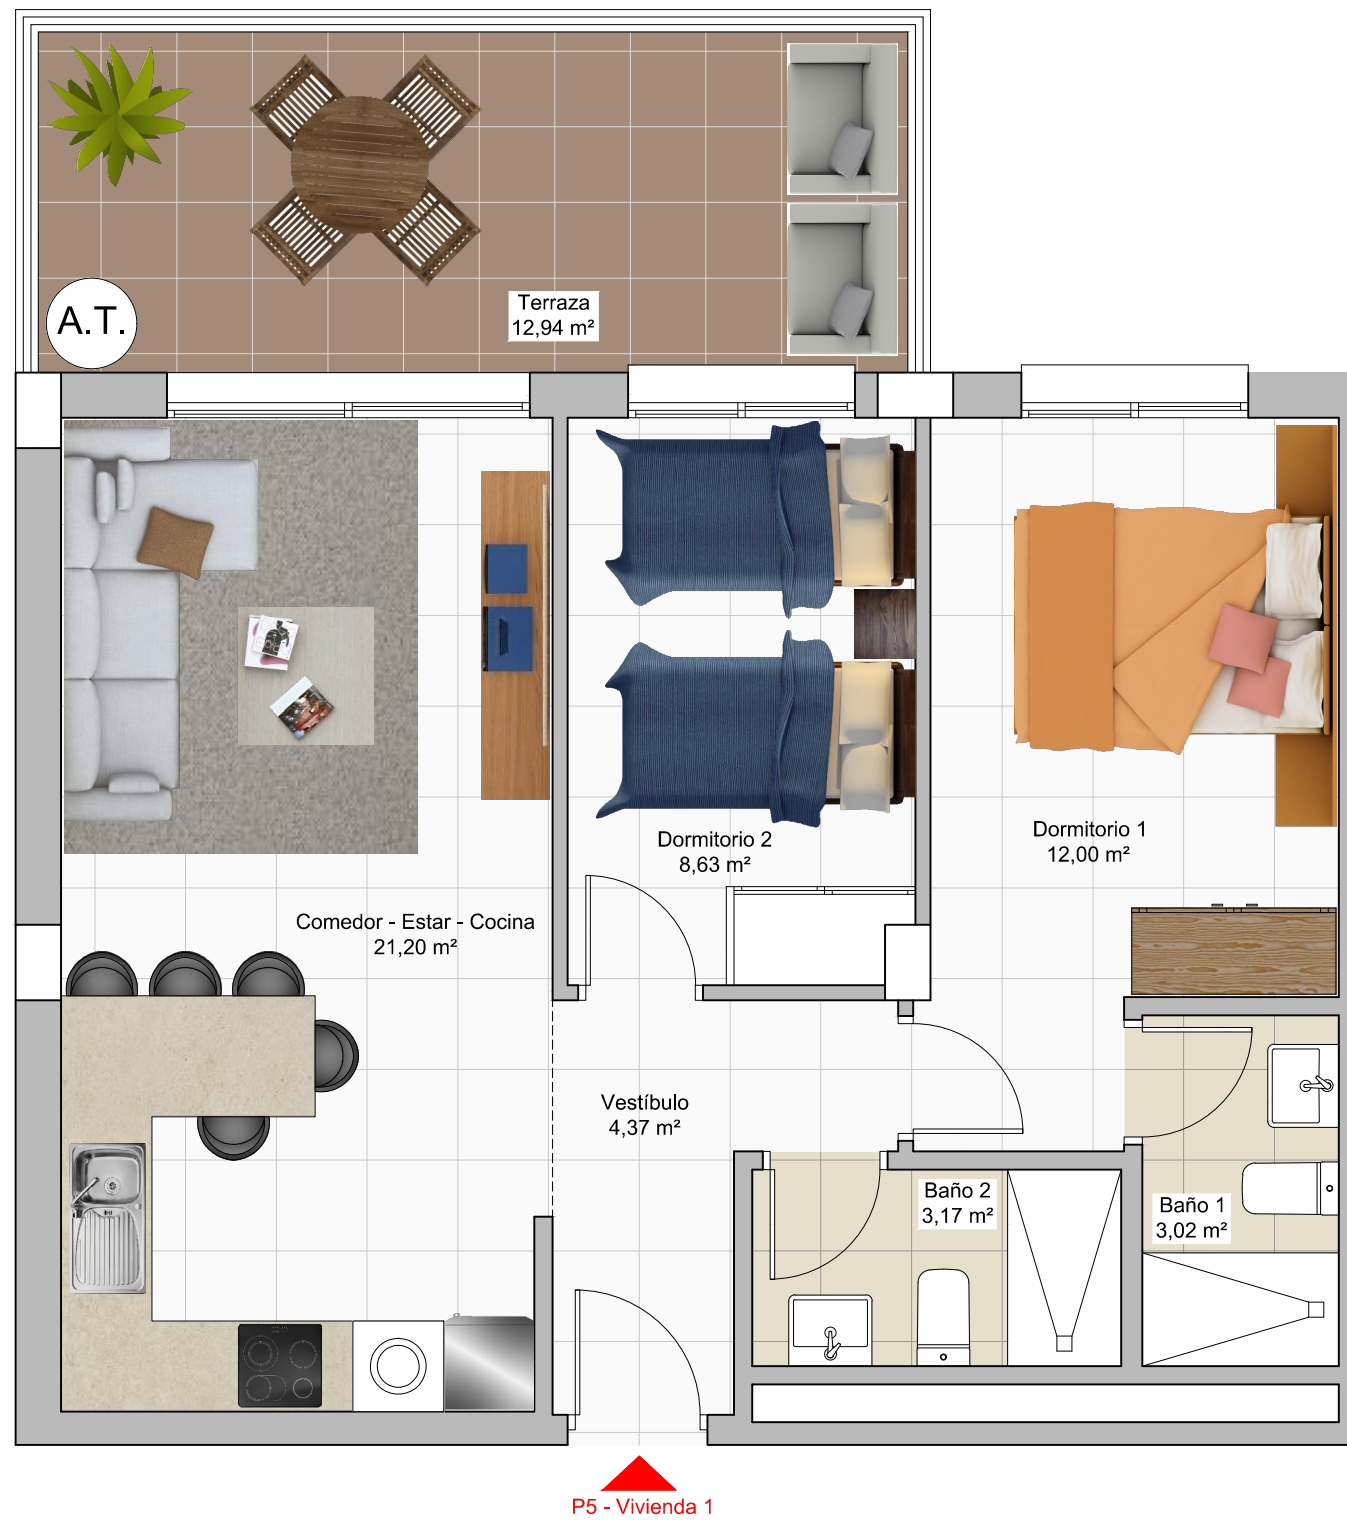 A.T.
Terraza
12,94 m²
Dormitorio 2
8,63 m²
Dormitorio 1
12,00 m²
Comedor - Estar - Cocina
21,20 m²
Vestíbulo
4,37 m²
Baño 2
3,17 m²
Baño 1
3,02 m²
P5 - Vivienda 1